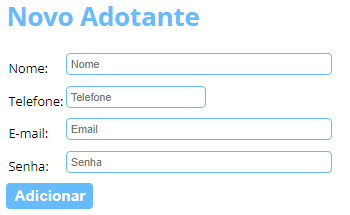 Novo Adotante
Nome: Nome
Telefone: Telefone
E-mail: Email
Senha: Senha
Adicionar